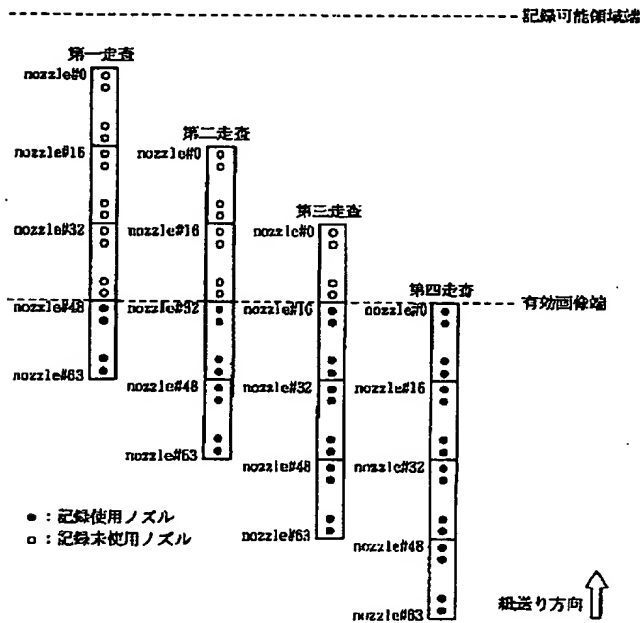 記録可能領域端
第一走査
nozzle#0
nozzle#16
nozzle#32
nozzle#48
nozzle#63
第二走査
nozzle#0
nozzle#16
nozzle#32
nozzle#48
nozzle#63
第三走査
nozzle#0
nozzle#16
nozzle#32
nozzle#48
nozzle#63
第四走査
nozzle#0
nozzle#16
nozzle#32
nozzle#48
nozzle#63
有効画像端
●：記録使用ノズル
○：記録未使用ノズル
紙送り方向